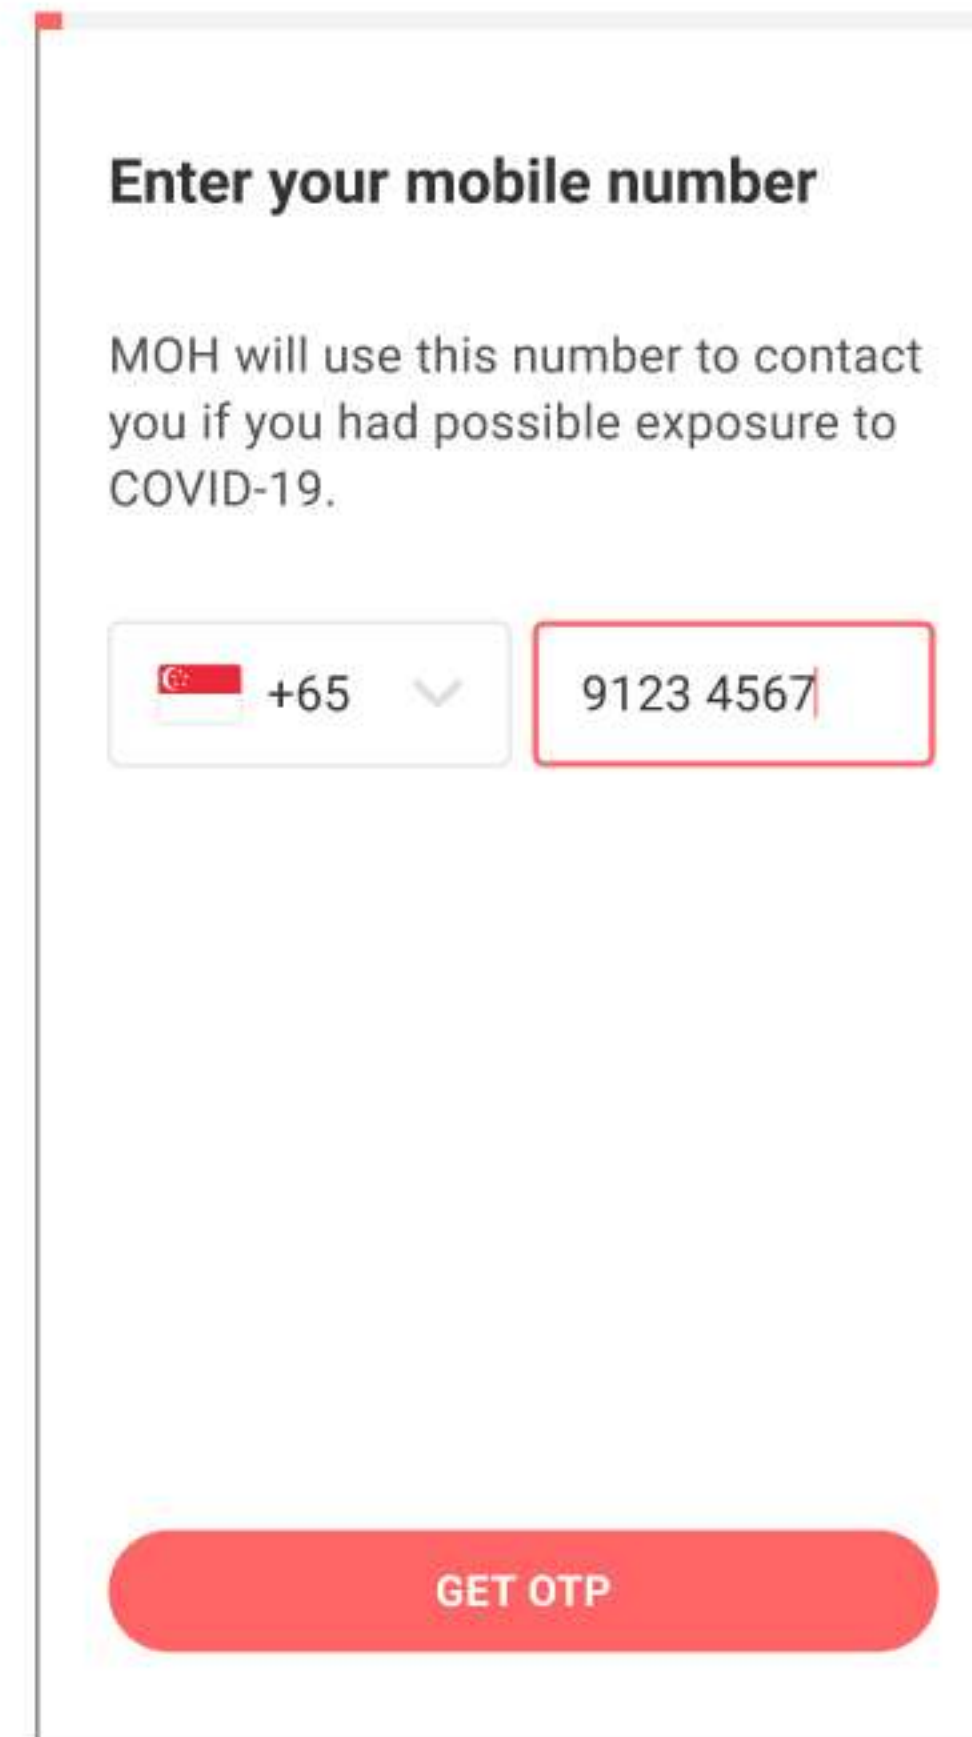 Enter your mobile number
MOH will use this number to contact
you if you had possible exposure to
COVID-19.
+65
9123 4567
GET OTP